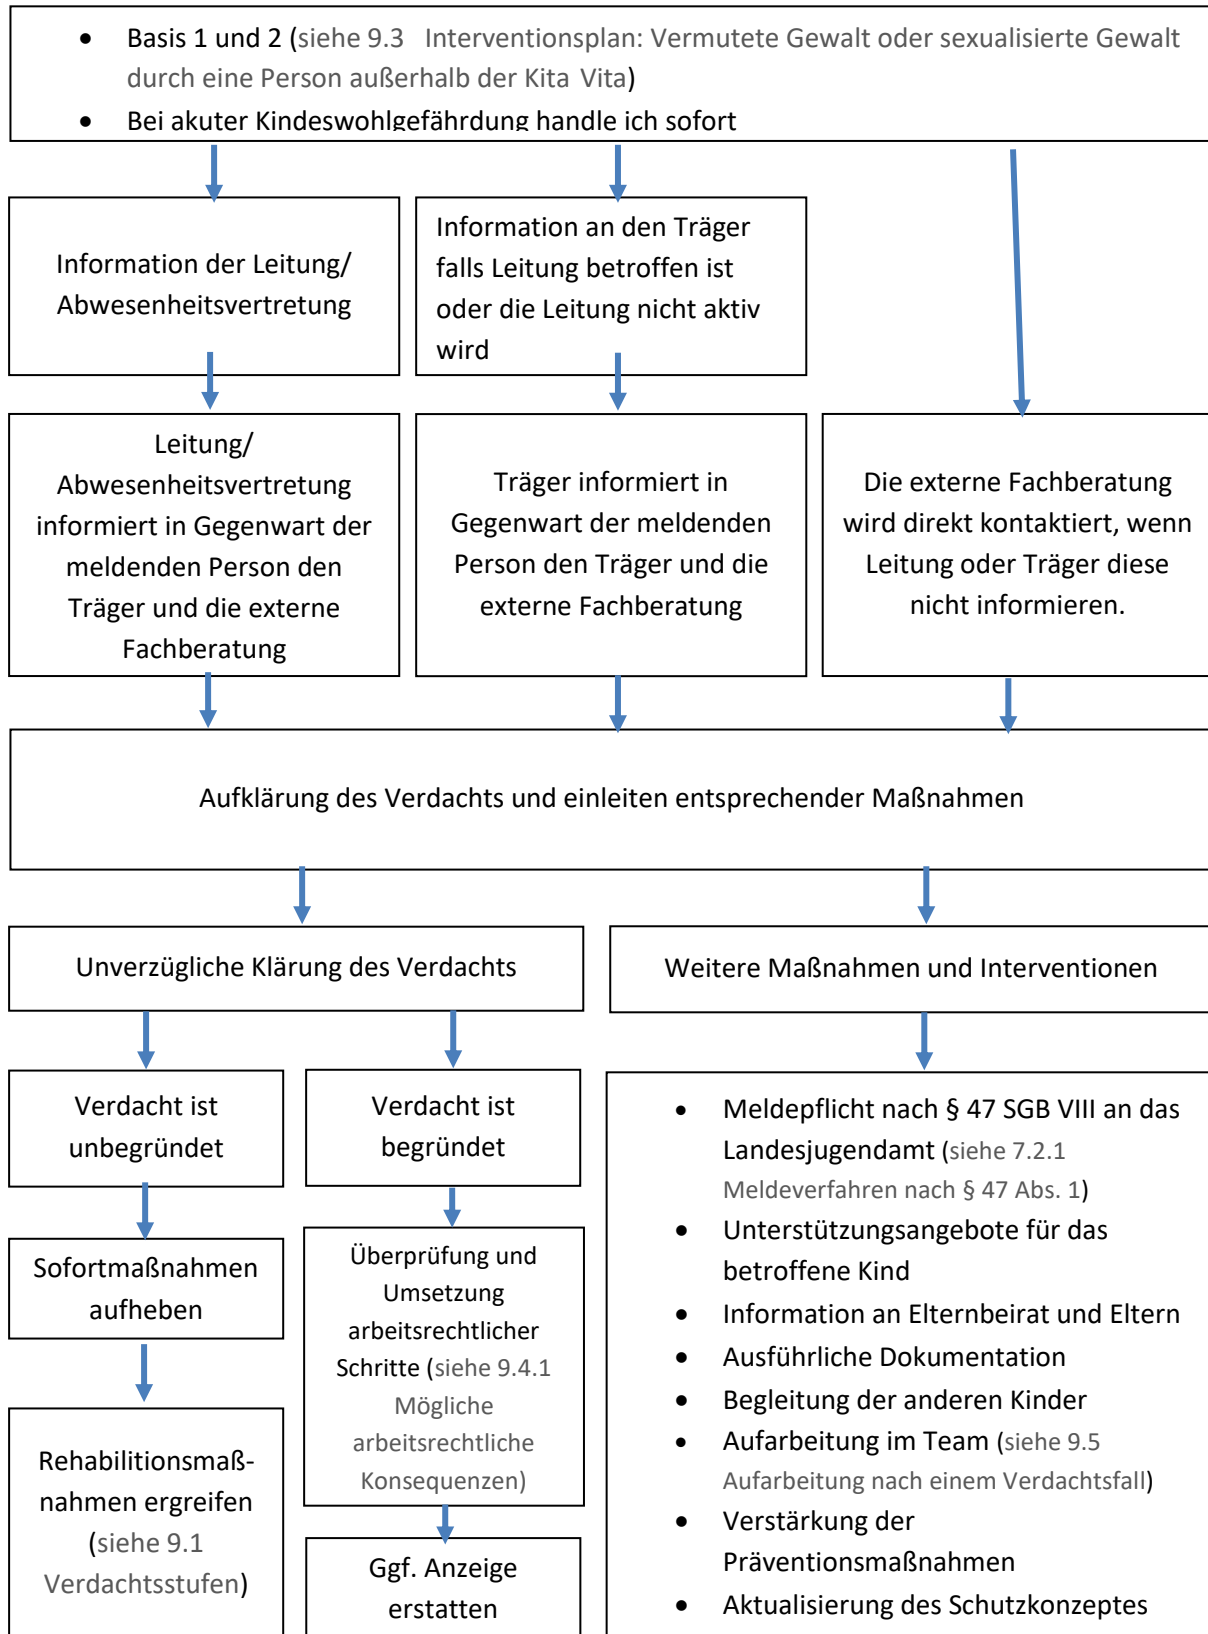 • Basis 1 und 2 (siehe 9.3 Interventionsplan: Vermutete Gewalt oder sexualisierte Gewalt
durch eine Person außerhalb der Kita Vita)
• Bei akuter Kindeswohlgefährdung handle ich sofort
Information der Leitung/
Abwesenheitsvertretung
Information an den Träger
falls Leitung betroffen ist
oder die Leitung nicht aktiv
wird
Leitung/
Abwesenheitsvertretung
informiert in Gegenwart der
meldenden Person den
Träger und die externe
Fachberatung
Träger informiert in
Gegenwart der meldenden
Person den Träger und die
externe Fachberatung
Die externe Fachberatung
wird direkt kontaktiert, wenn
Leitung oder Träger diese
nicht informieren.
Aufklärung des Verdachts und einleiten entsprechender Maßnahmen
Unverzügliche Klärung des Verdachts
Weitere Maßnahmen und Interventionen
Verdacht ist
unbegründet
Sofortmaßnahmen
aufheben
Rehabilitionsmaß-
nahmen ergreifen
(siehe 9.1
Verdachtsstufen)
Verdacht ist
begründet
Überprüfung und
Umsetzung
arbeitsrechtlicher
Schritte (siehe 9.4.1
Mögliche
arbeitsrechtliche
Konsequenzen)
Ggf. Anzeige
erstatten
• Meldepflicht nach § 47 SGB VIII an das
Landesjugendamt (siehe 7.2.1
Meldeverfahren nach § 47 Abs. 1)
• Unterstützungsangebote für das
betroffene Kind
• Information an Elternbeirat und Eltern
• Ausführliche Dokumentation
• Begleitung der anderen Kinder
• Aufarbeitung im Team (siehe 9.5
Aufarbeitung nach einem Verdachtsfall)
• Verstärkung der
Präventionsmaßnahmen
• Aktualisierung des Schutzkonzeptes